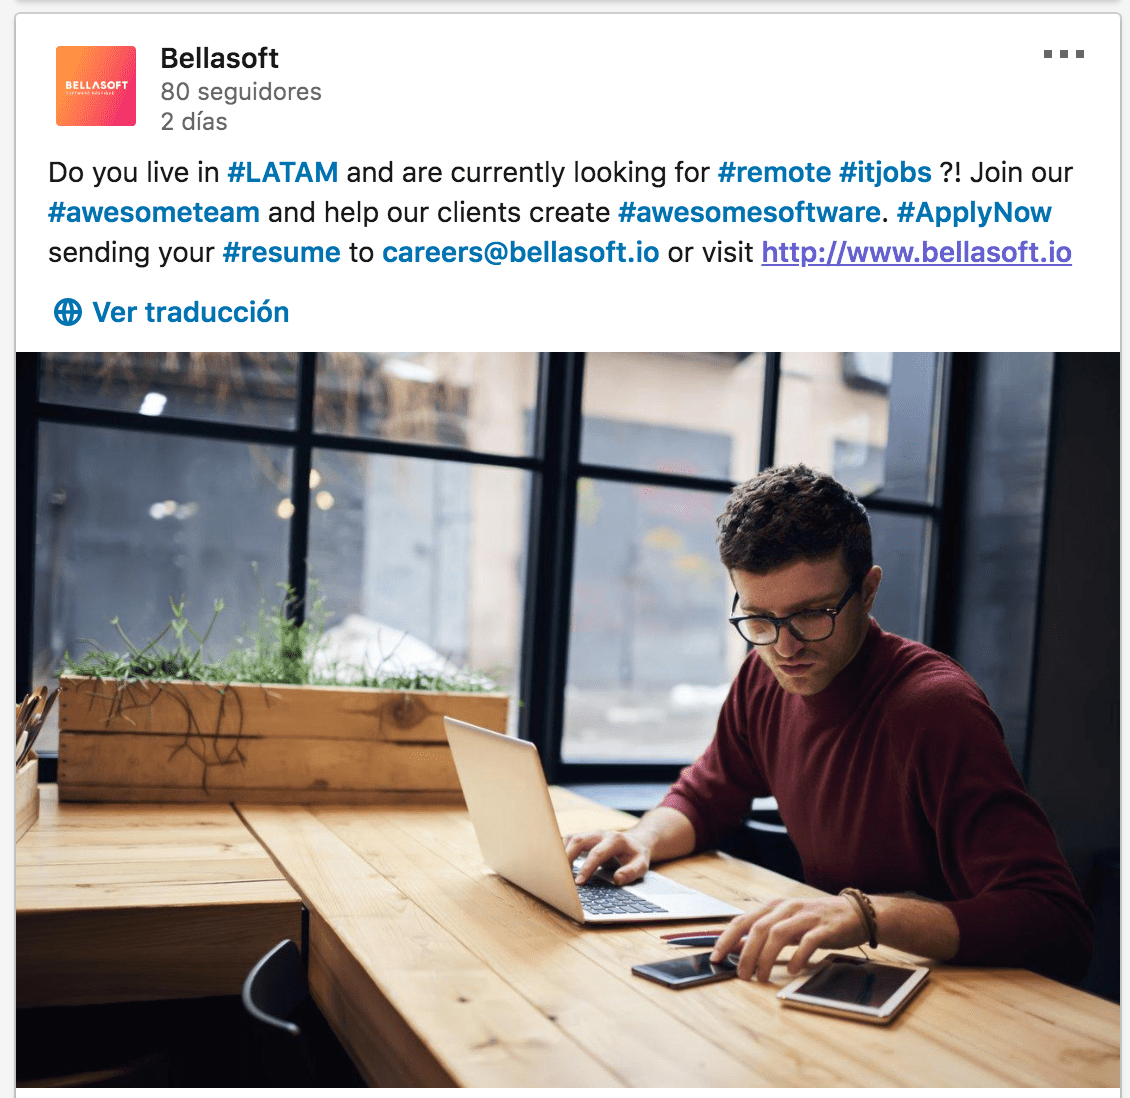 Bellasoft
BELLASOFT
80 seguidores
2 días
Do you live in #LATAM and are currently looking for #remote #itjobs ?! Join our
#awesometeam and help our clients create #awesomesoftware. #ApplyNow
sending your #resume to careers@bellasoft.io or visit http://www.bellasoft.io
Ver traducción